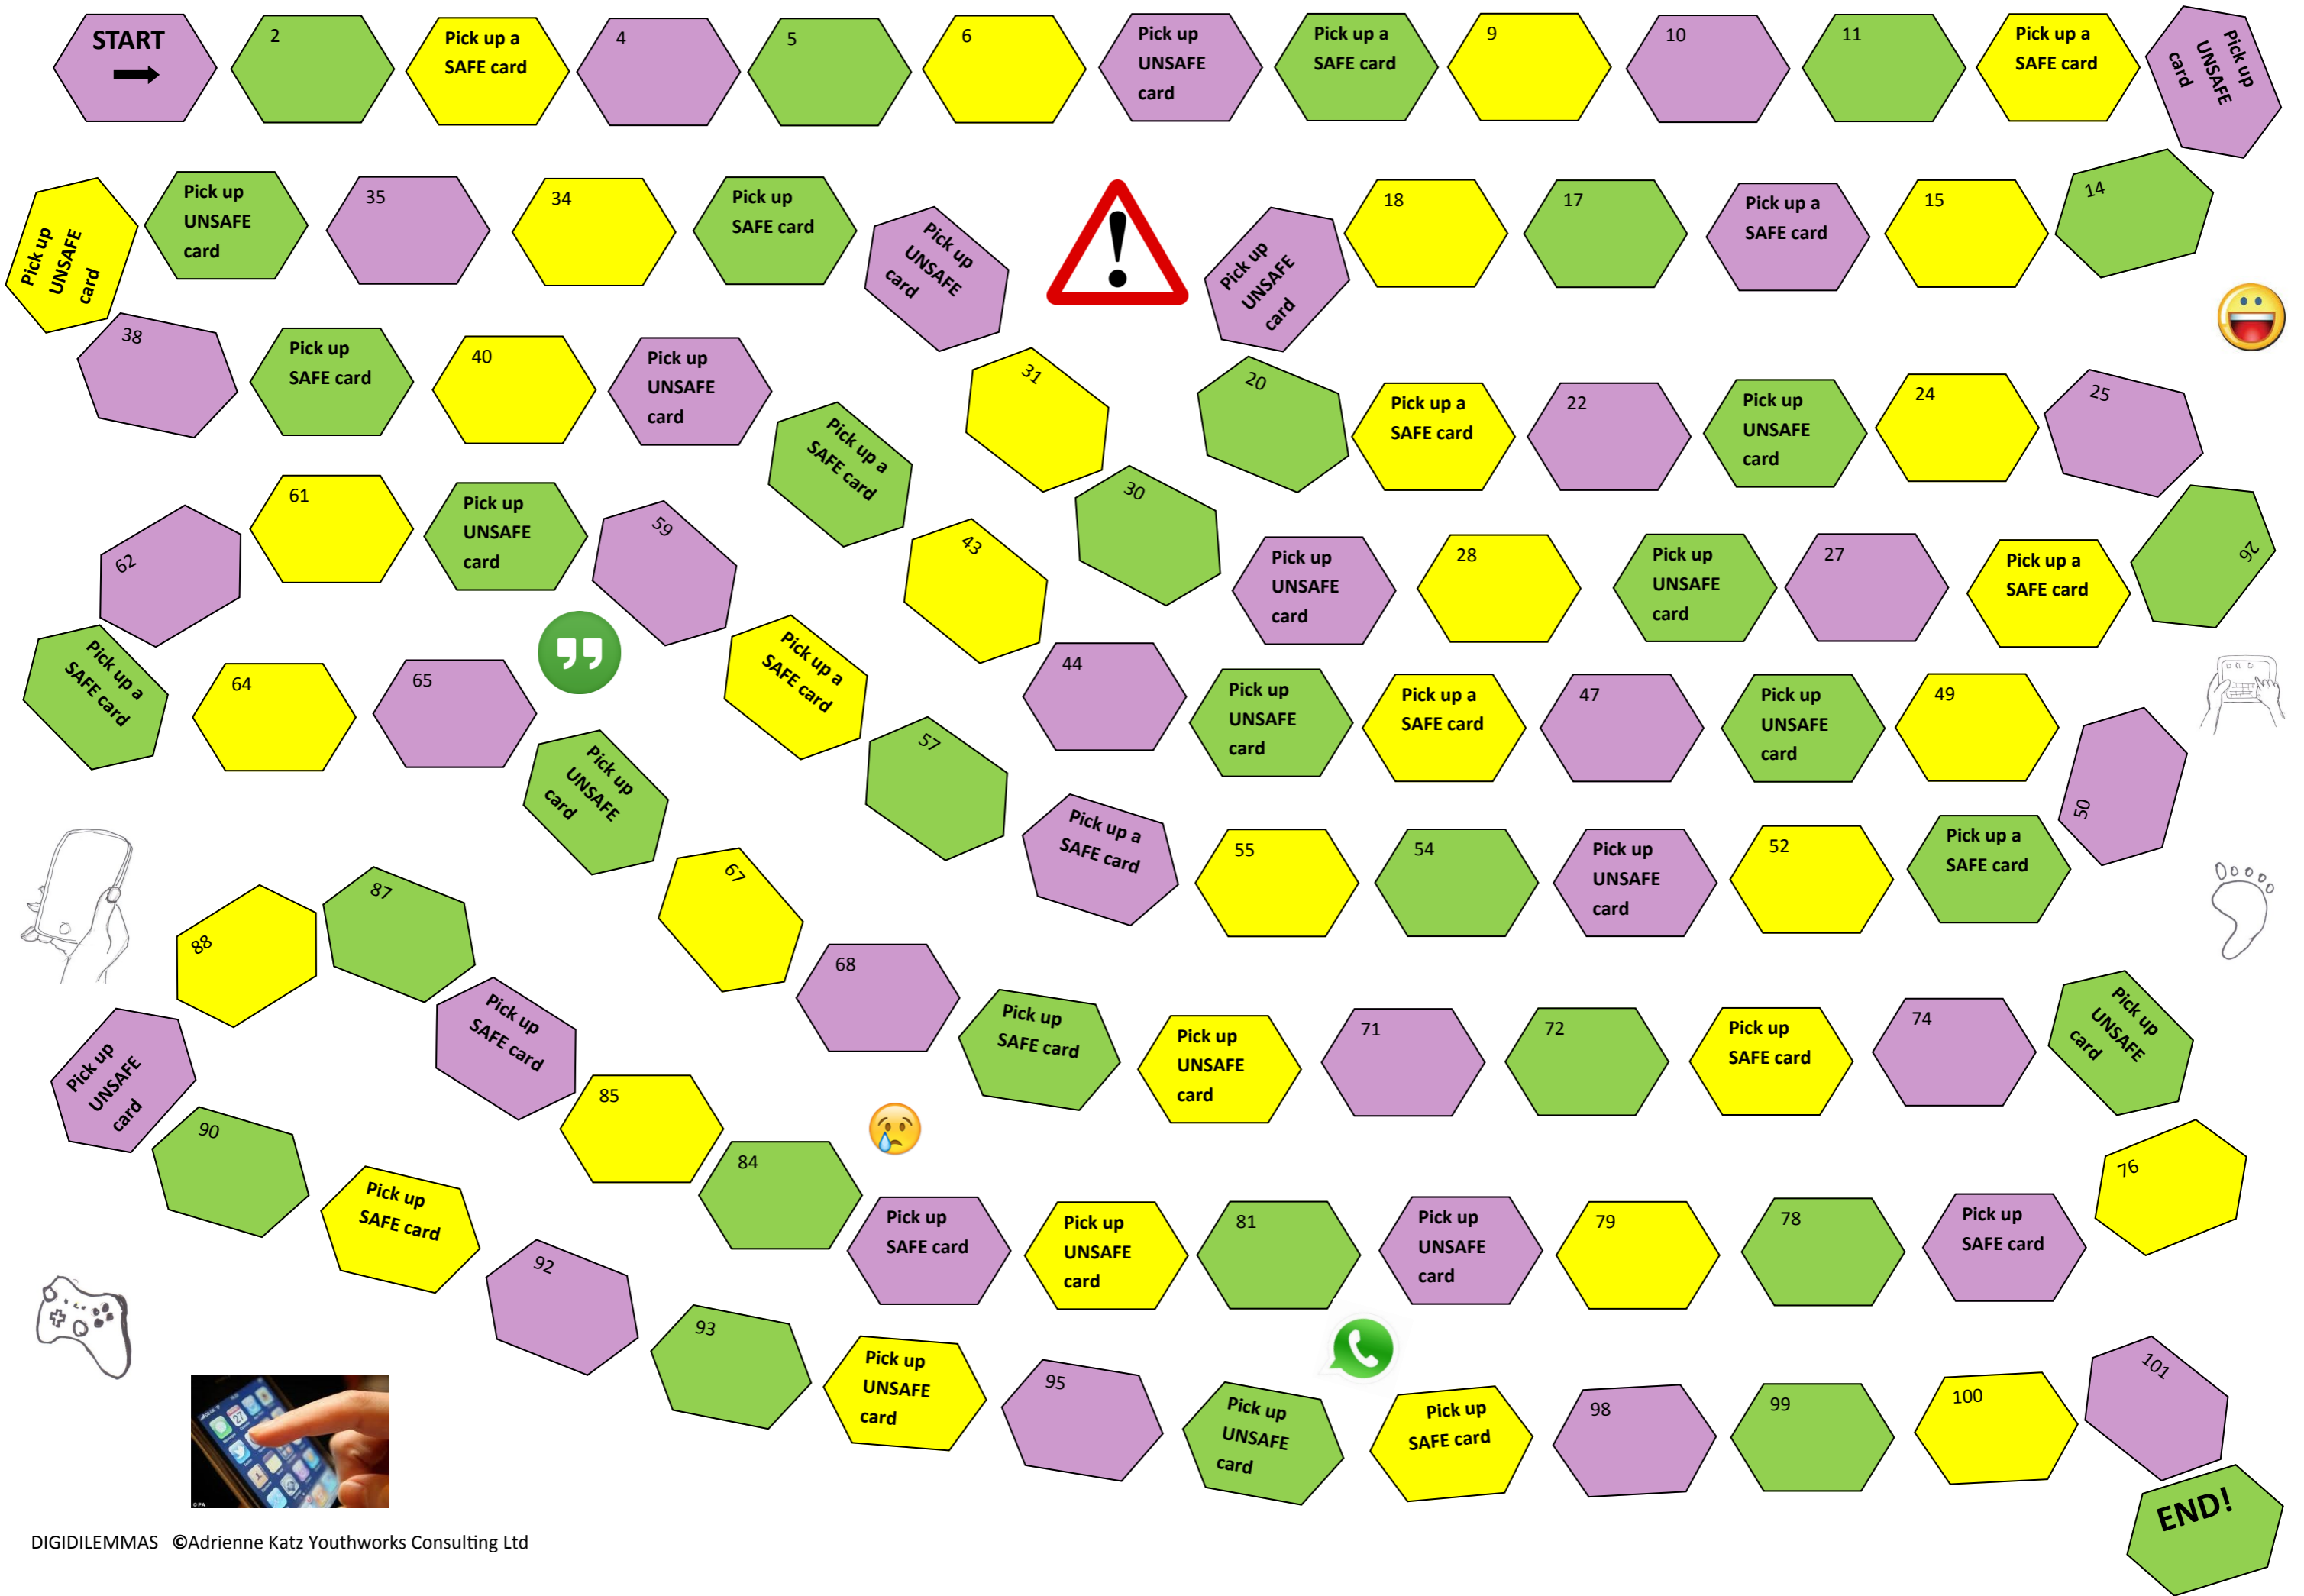 START
2
Pick up a
SAFE card
4
5
6
Pick up
UNSAFE
card
Pick up a
SAFE card
9
10
11
Pick up a
SAFE card
Pick up
UNSAFE
card
14
15
Pick up a
SAFE card
17
18
Pick up
UNSAFE
card
20
Pick up a
SAFE card
22
Pick up
UNSAFE
card
24
25
26
Pick up a
SAFE card
27
Pick up
UNSAFE
card
28
Pick up
UNSAFE
card
30
31
Pick up
UNSAFE
card
Pick up
SAFE card
34
35
Pick up
UNSAFE
card
Pick up
UNSAFE
card
38
Pick up
SAFE card
40
Pick up
UNSAFE
card
Pick up a
SAFE card
43
44
Pick up
UNSAFE
card
Pick up a
SAFE card
47
Pick up
UNSAFE
card
49
50
Pick up a
SAFE card
52
Pick up
UNSAFE
card
54
55
Pick up a
SAFE card
57
Pick up a
SAFE card
59
Pick up
UNSAFE
card
61
62
Pick up a
SAFE card
64
65
Pick up
UNSAFE
card
67
68
Pick up
SAFE card
Pick up
UNSAFE
card
71
72
Pick up
SAFE card
74
Pick up
UNSAFE
card
76
Pick up
SAFE card
78
79
Pick up
UNSAFE
card
81
Pick up
UNSAFE
card
Pick up
SAFE card
84
85
Pick up
SAFE card
87
88
Pick up
UNSAFE
card
90
Pick up
SAFE card
92
93
Pick up
UNSAFE
card
95
Pick up
UNSAFE
card
Pick up
SAFE card
98
99
100
101
END!
27
© PA
DIGIDILEMMAS ©Adrienne Katz Youthworks Consulting Ltd